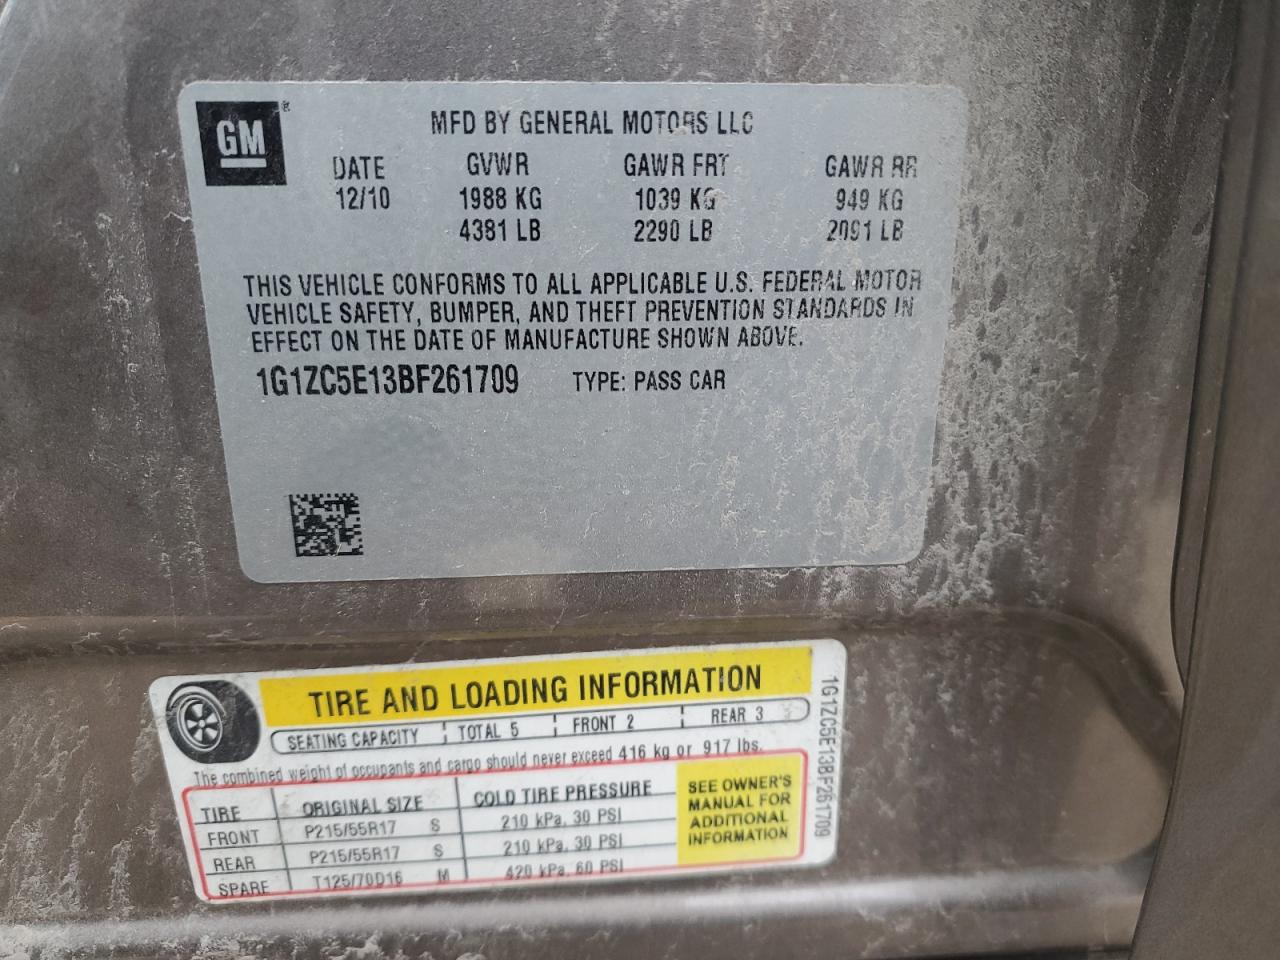 GM ®
MFD BY GENERAL MOTORS LLC
DATE GVWR GAWR FRT GAWR RR
12/10 1988 KG 1039 KG 949 KG
4381 LB 2290 LB 2091 LB
THIS VEHICLE CONFORMS TO ALL APPLICABLE U.S. FEDERAL MOTOR
VEHICLE SAFETY, BUMPER, AND THEFT PREVENTION STANDARDS IN
EFFECT ON THE DATE OF MANUFACTURE SHOWN ABOVE.
1G1ZC5E13BF261709 TYPE: PASS CAR
TIRE AND LOADING INFORMATION
SEATING CAPACITY TOTAL 5 FRONT 2 REAR 3
The combined weight of occupants and cargo should never exceed 416 kg or 917 lbs.
TIRE ORIGINAL SIZE COLD TIRE PRESSURE
FRONT P215/55R17 S 210 kPa, 30 PSI
REAR P215/55R17 S 210 kPa, 30 PSI
SPARE T125/70D16 M 420 kPa, 60 PSI
SEE OWNER'S
MANUAL FOR
ADDITIONAL
INFORMATION
1G1ZC5E13BF261709